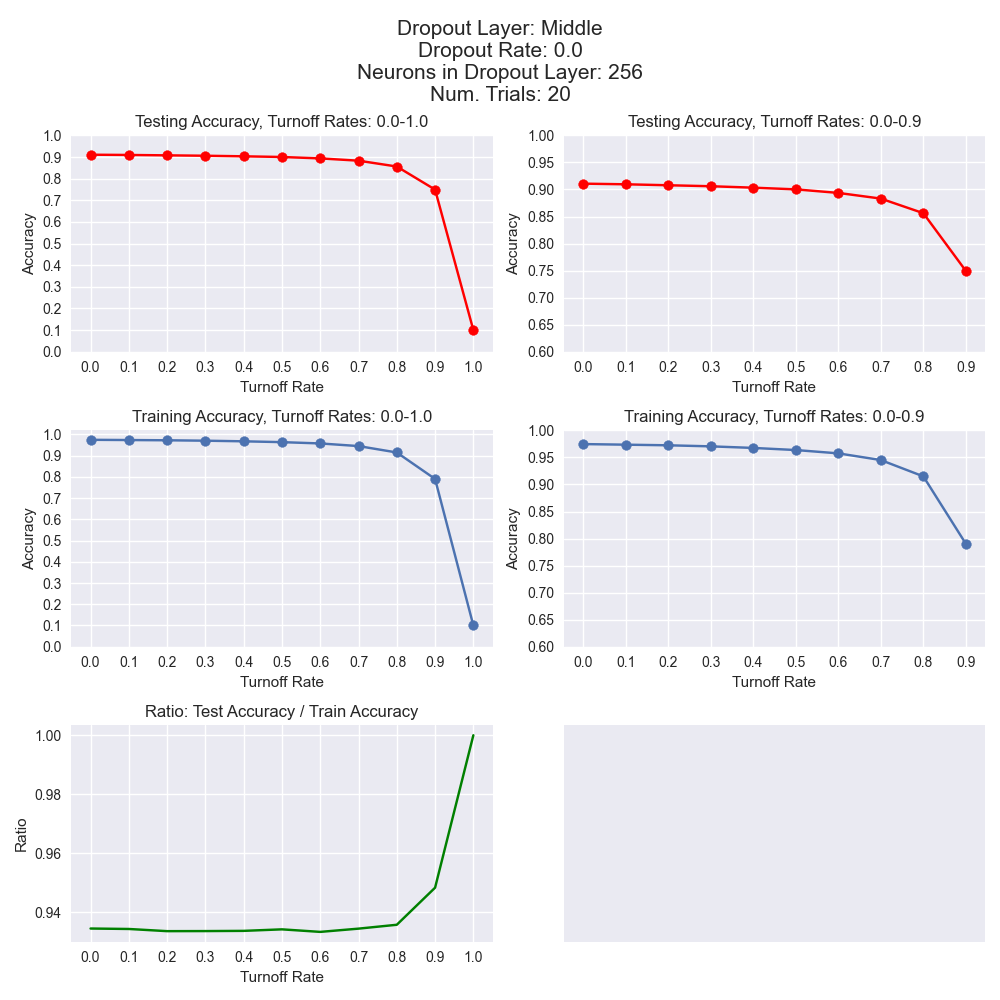 Dropout Layer: Middle
Dropout Rate: 0.0
Neurons in Dropout Layer: 256
Num. Trials: 20
Testing Accuracy, Turnoff Rates: 0.0-1.0
1.0
0.9
0.8
0.7
0.6
0.5
0.4
0.3
0.2
0.1
0.0
Accuracy
0.0 0.1 0.2 0.3 0.4 0.5 0.6 0.7 0.8 0.9 1.0
Turnoff Rate
Testing Accuracy, Turnoff Rates: 0.0-0.9
1.00
0.95
0.90
0.85
0.80
0.75
0.70
0.65
0.60
Accuracy
0.0 0.1 0.2 0.3 0.4 0.5 0.6 0.7 0.8 0.9
Turnoff Rate
Training Accuracy, Turnoff Rates: 0.0-1.0
1.0
0.9
0.8
0.7
0.6
0.5
0.4
0.3
0.2
0.1
0.0
Accuracy
0.0 0.1 0.2 0.3 0.4 0.5 0.6 0.7 0.8 0.9 1.0
Turnoff Rate
Training Accuracy, Turnoff Rates: 0.0-0.9
1.00
0.95
0.90
0.85
0.80
0.75
0.70
0.65
0.60
Accuracy
0.0 0.1 0.2 0.3 0.4 0.5 0.6 0.7 0.8 0.9
Turnoff Rate
Ratio: Test Accuracy / Train Accuracy
1.00
0.98
0.96
0.94
Ratio
0.0 0.1 0.2 0.3 0.4 0.5 0.6 0.7 0.8 0.9 1.0
Turnoff Rate